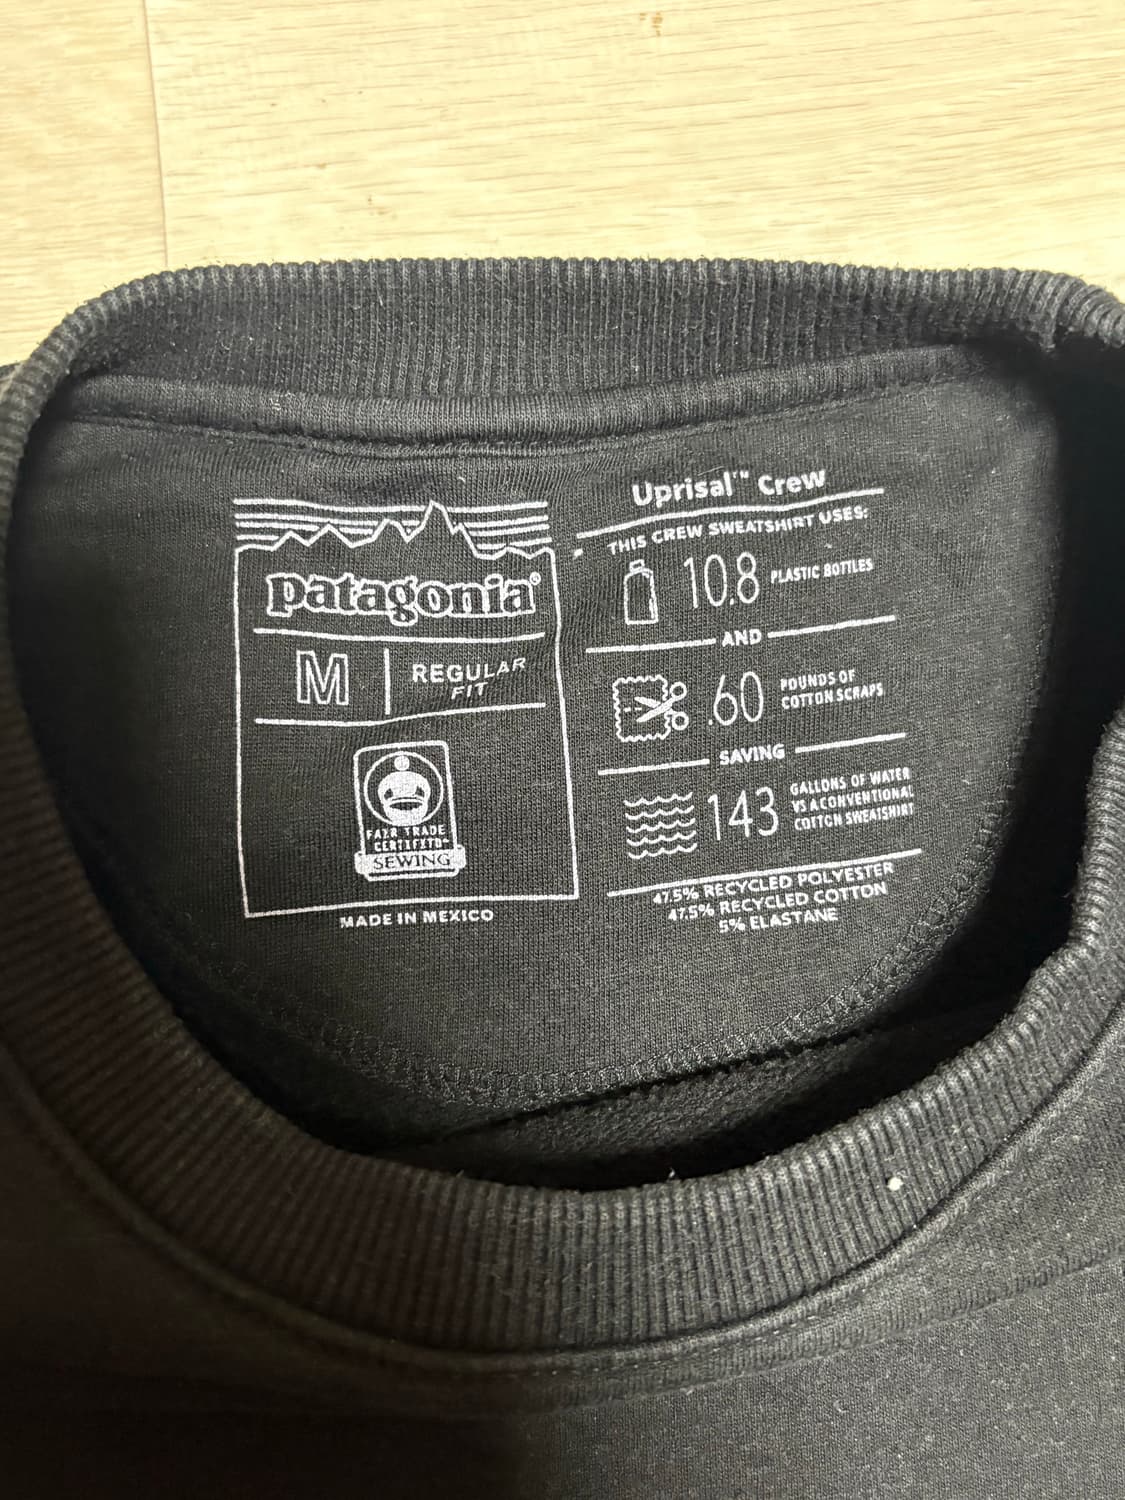 patagonia®
M
REGULAR
FIT
FAIR TRADE
CERTIFIED™
SEWING
MADE IN MEXICO
Uprisal™ Crew
THIS CREW SWEATSHIRT USES:
10.8 PLASTIC BOTTLES
AND
.60 POUNDS OF
COTTON SCRAPS
SAVING
143 GALLONS OF WATER
VS A CONVENTIONAL
COTTON SWEATSHIRT
47.5% RECYCLED POLYESTER
47.5% RECYCLED COTTON
5% ELASTANE